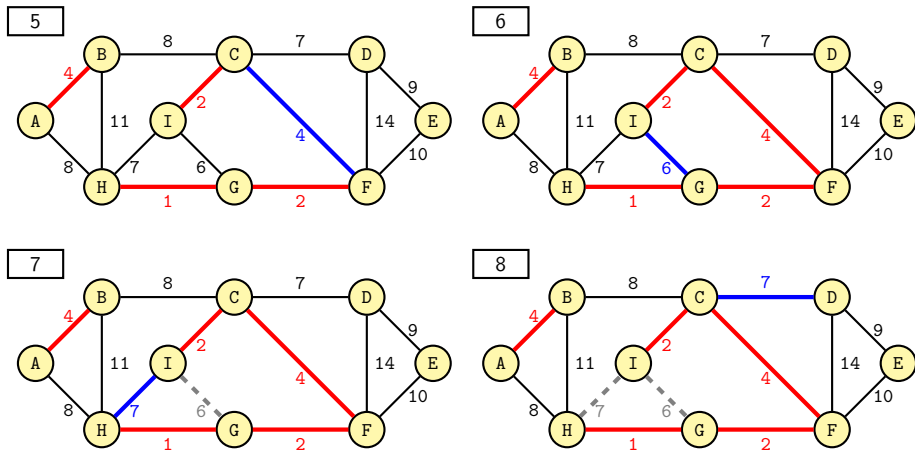 5
B 8 C 7 D
4 2 9
A 11 I 4 14 E
8 7 6 10
H 1 G 2 F
6
B 8 C 7 D
4 2 9
A 11 I 4 14 E
8 7 6 10
H 1 G 2 F
7
B 8 C 7 D
4 2 9
A 11 I 4 14 E
8 7 6 10
H 1 G 2 F
8
B 8 C 7 D
4 2 9
A 11 I 4 14 E
8 7 6 10
H 1 G 2 F